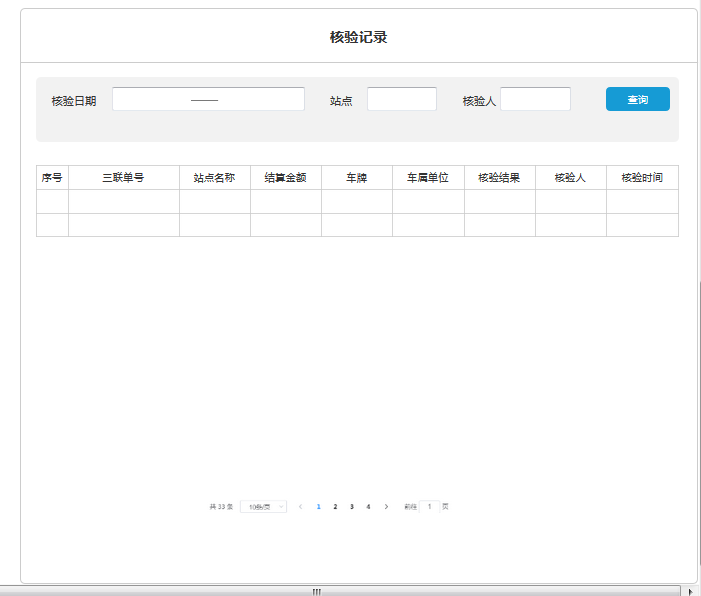 核验记录
核验日期 —— 站点 核验人 查询
序号 三联单号 站点名称 结算金额 车牌 车属单位 核验结果 核验人 核验时间
共 33 条 10条/页 < 1 2 3 4 > 前往 1 页